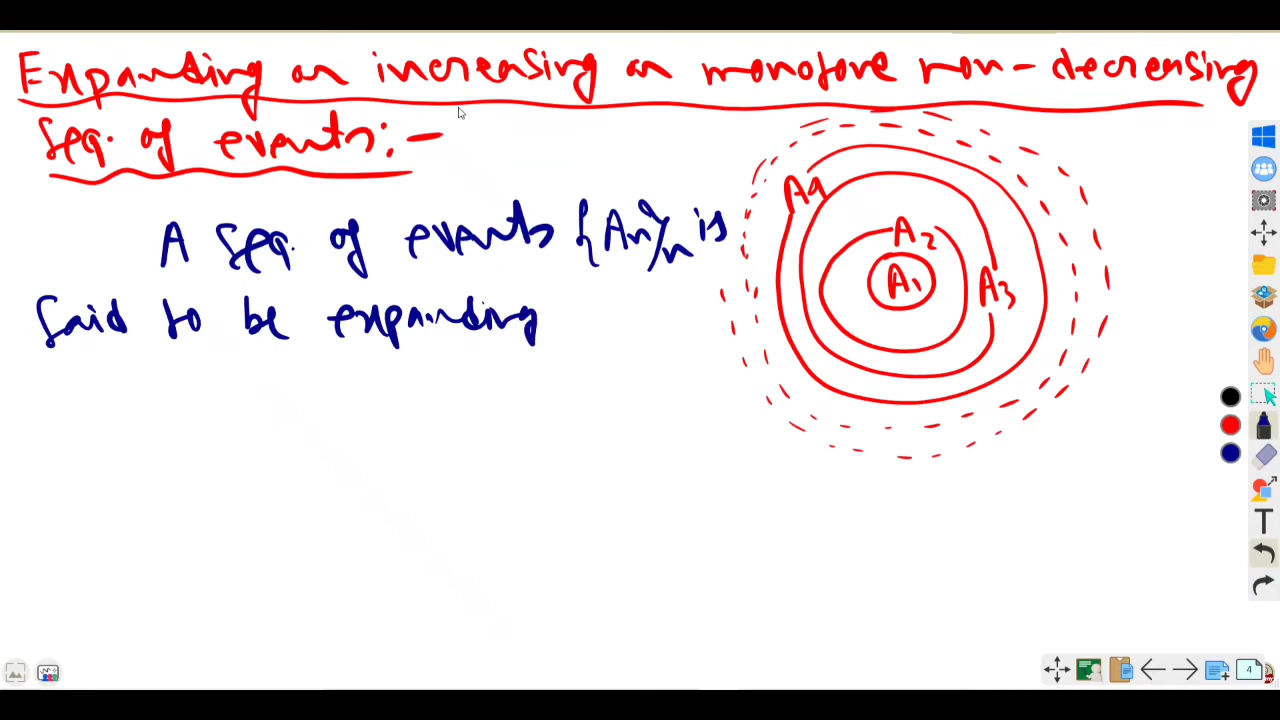 Expanding or increasing or monotone non-decreasing
Seq. of events:-
A seq. of events {An}n is
said to be expanding
A4
A2
A1
A3
T
4